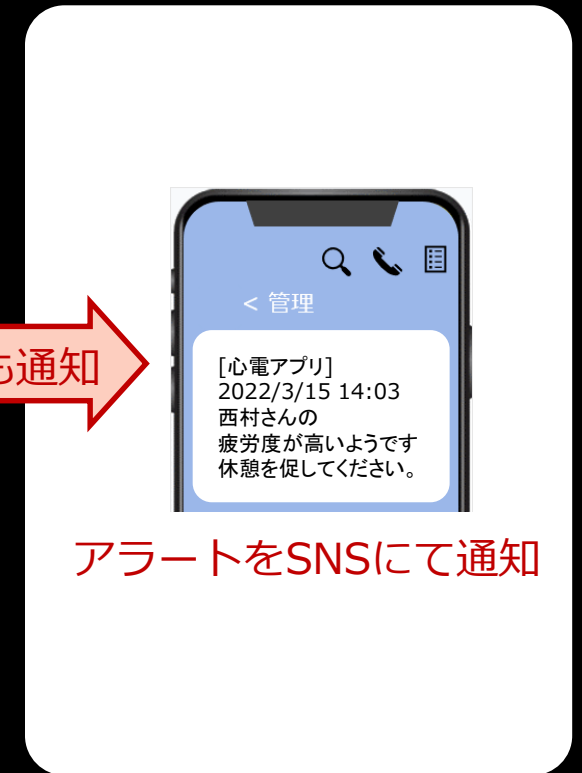 < 管理
も通知
[心電アプリ]
2022/3/15 14:03
西村さんの
疲労度が高いようです
休憩を促してください。
アラートをSNSにて通知